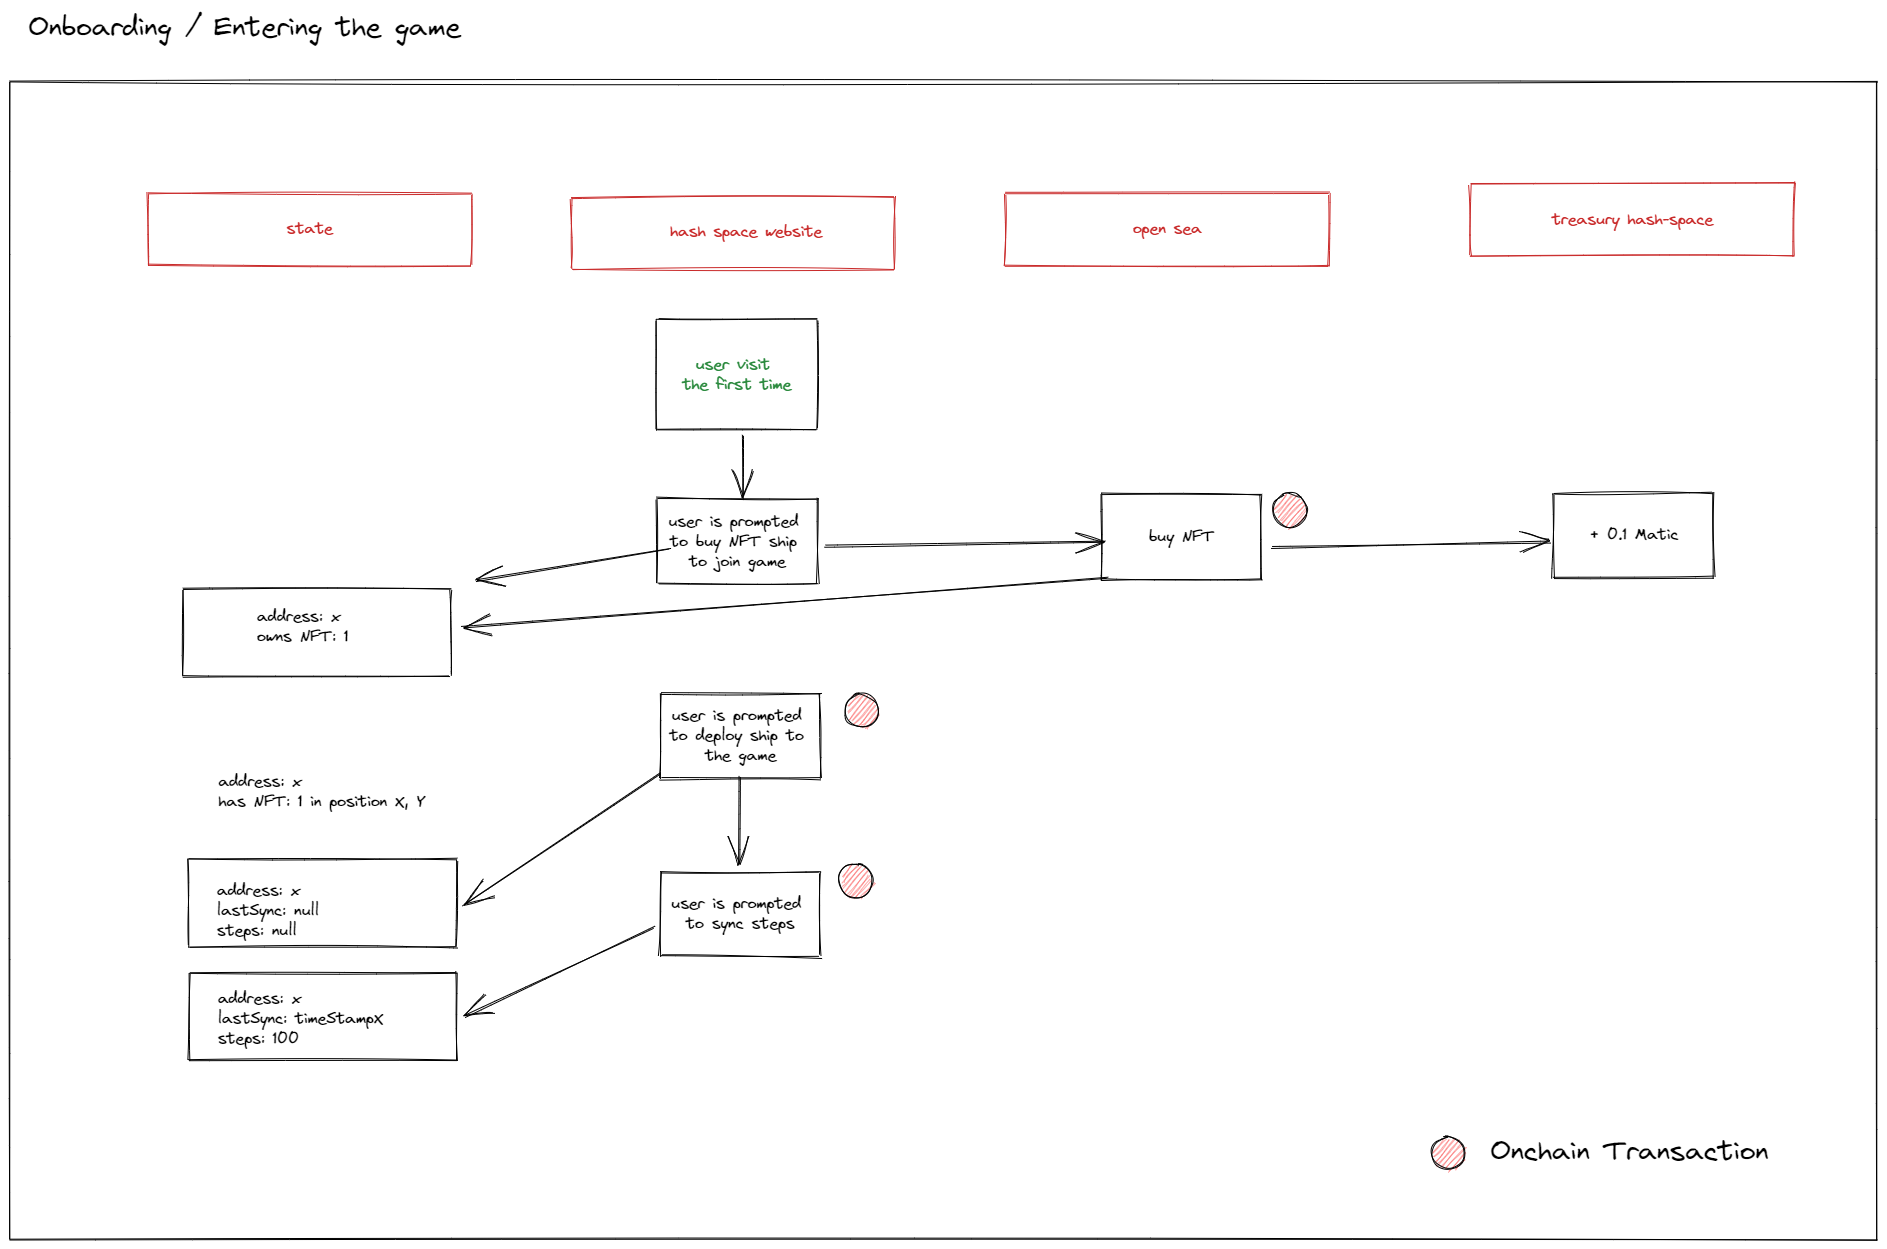 Onboarding / Entering the game
state
hash space website
open sea
treasury hash-space
user visit
the first time
user is prompted
to buy NFT ship
to join game
buy NFT
+ 0.1 Matic
address: x
owns NFT: 1
user is prompted
to deploy ship to
the game
address: x
has NFT: 1 in position X, Y
address: x
lastSync: null
steps: null
user is prompted
to sync steps
address: x
lastSync: timeStampX
steps: 100
Onchain Transaction